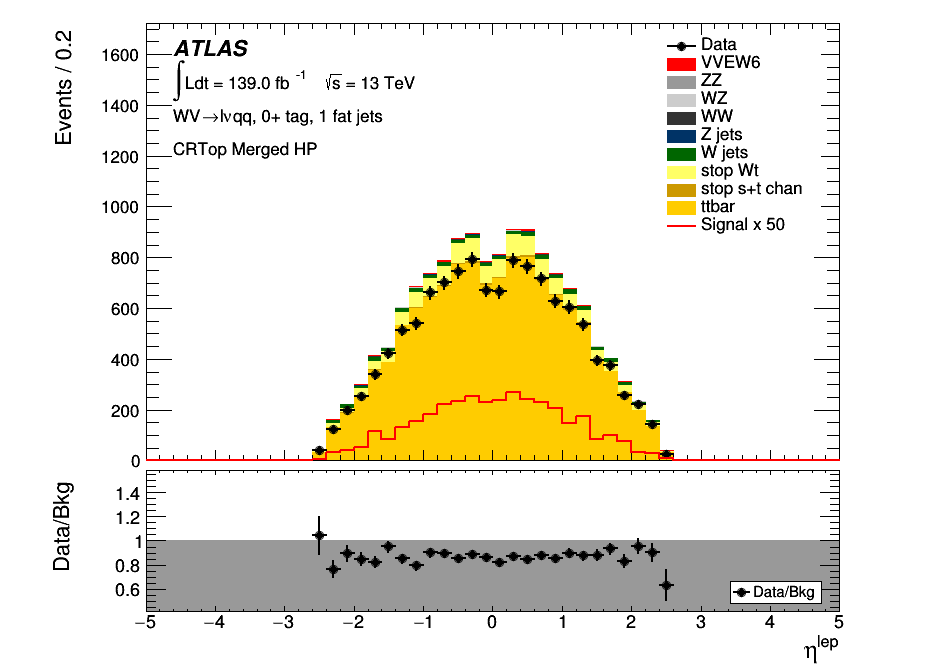 ATLAS
∫Ldt = 139.0 fb⁻¹ √s = 13 TeV
WV→lνqq, 0+ tag, 1 fat jets
CRTop Merged HP
Data
VVEW6
ZZ
WZ
WW
Z jets
W jets
stop Wt
stop s+t chan
ttbar
Signal x 50
Events / 0.2
1600
1400
1200
1000
800
600
400
200
0
Data/Bkg
1.4
1.2
1
0.8
0.6
Data/Bkg
−5 −4 −3 −2 −1 0 1 2 3 4 5
η^lep